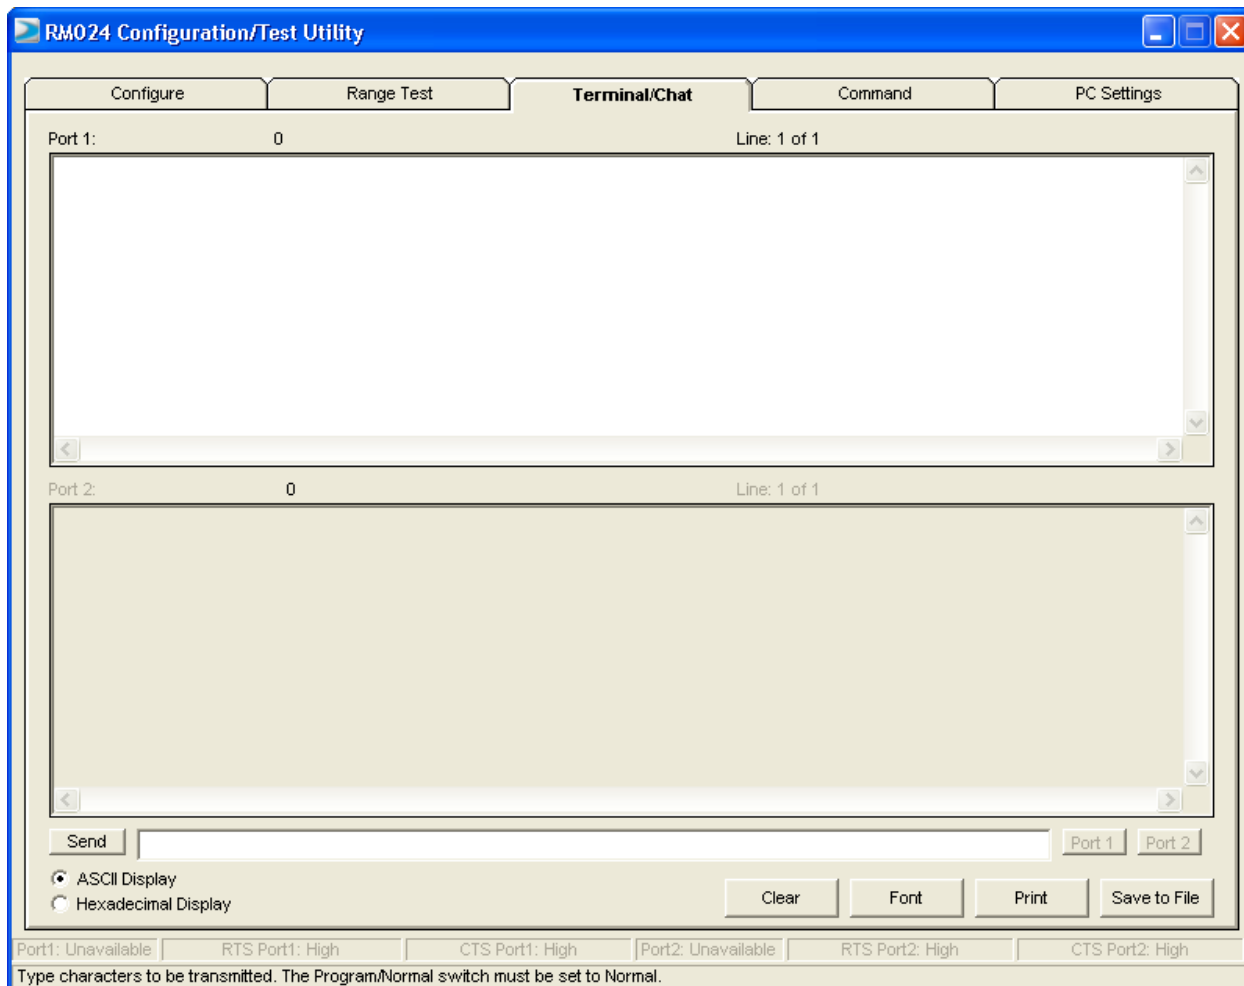 RM024 Configuration/Test Utility
Configure Range Test Terminal/Chat Command PC Settings
Port 1: 0 Line: 1 of 1
Port 2: 0 Line: 1 of 1
Send Port 1 Port 2
ASCII Display
Hexadecimal Display
Clear Font Print Save to File
Port1: Unavailable RTS Port1: High CTS Port1: High Port2: Unavailable RTS Port2: High CTS Port2: High
Type characters to be transmitted. The Program/Normal switch must be set to Normal.